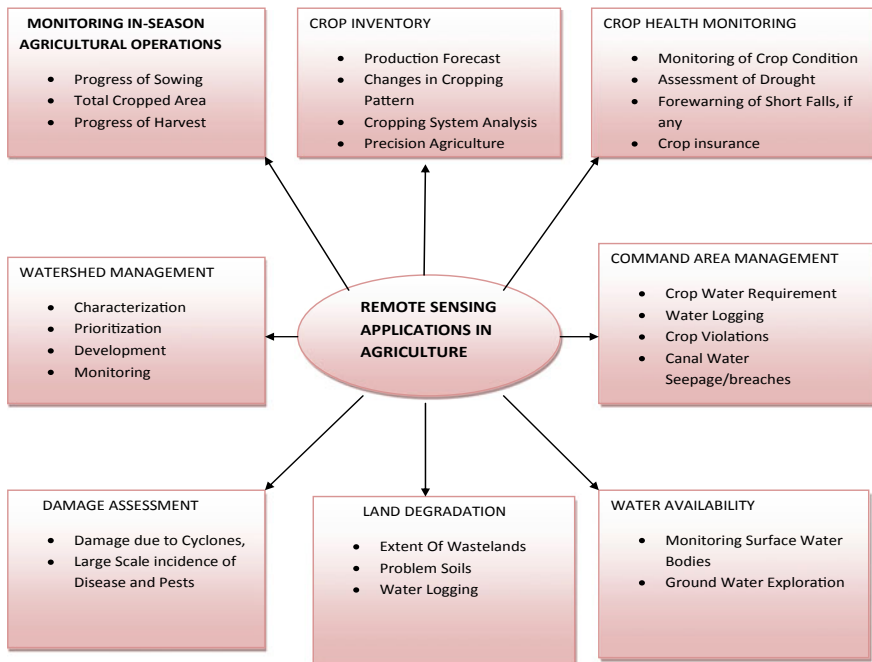 MONITORING IN-SEASON
AGRICULTURAL OPERATIONS
• Progress of Sowing
• Total Cropped Area
• Progress of Harvest
CROP INVENTORY
• Production Forecast
• Changes in Cropping
Pattern
• Cropping System Analysis
• Precision Agriculture
CROP HEALTH MONITORING
• Monitoring of Crop Condition
• Assessment of Drought
• Forewarning of Short Falls, if
any
• Crop insurance
WATERSHED MANAGEMENT
• Characterization
• Prioritization
• Development
• Monitoring
REMOTE SENSING
APPLICATIONS IN
AGRICULTURE
COMMAND AREA MANAGEMENT
• Crop Water Requirement
• Water Logging
• Crop Violations
• Canal Water
Seepage/breaches
DAMAGE ASSESSMENT
• Damage due to Cyclones,
• Large Scale incidence of
Disease and Pests
LAND DEGRADATION
• Extent Of Wastelands
• Problem Soils
• Water Logging
WATER AVAILABILITY
• Monitoring Surface Water
Bodies
• Ground Water Exploration